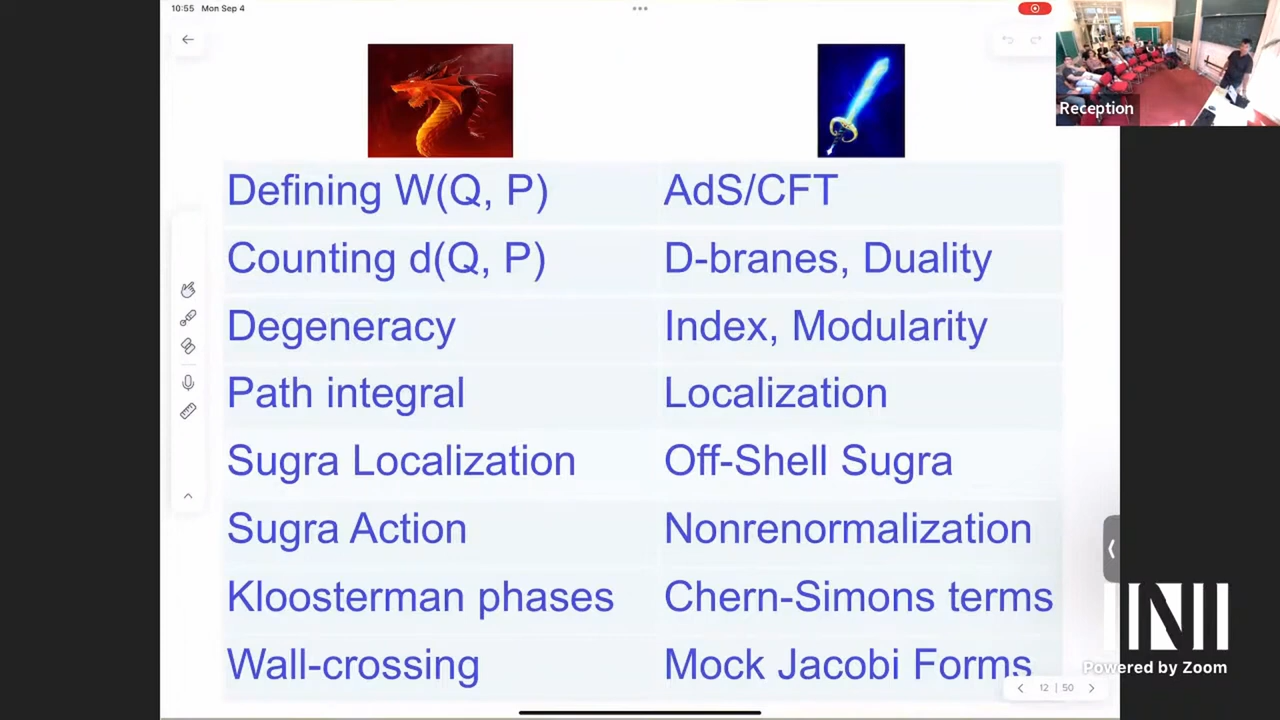 10:55 Mon Sep 4
Reception
Defining W(Q, P) AdS/CFT
Counting d(Q, P) D-branes, Duality
Degeneracy Index, Modularity
Path integral Localization
Sugra Localization Off-Shell Sugra
Sugra Action Nonrenormalization
Kloosterman phases Chern-Simons terms
Wall-crossing Mock Jacobi Forms
INI
Powered by Zoom
12 | 50